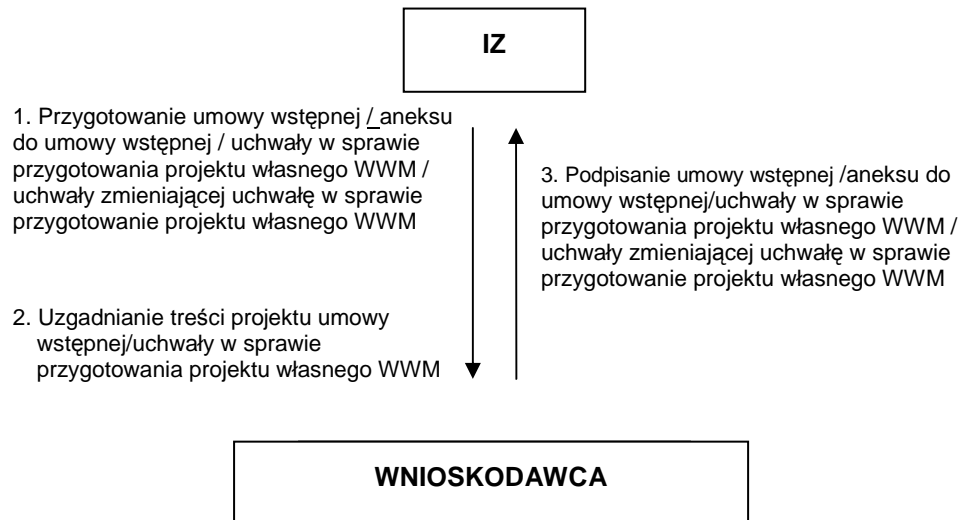 IZ
1. Przygotowanie umowy wstępnej / aneksu
do umowy wstępnej / uchwały w sprawie
przygotowania projektu własnego WWM /
uchwały zmieniającej uchwałę w sprawie
przygotowanie projektu własnego WWM
3. Podpisanie umowy wstępnej /aneksu do
umowy wstępnej/uchwały w sprawie
przygotowania projektu własnego WWM /
uchwały zmieniającej uchwałę w sprawie
przygotowanie projektu własnego WWM
2. Uzgadnianie treści projektu umowy
wstępnej/uchwały w sprawie
przygotowania projektu własnego WWM
WNIOSKODAWCA